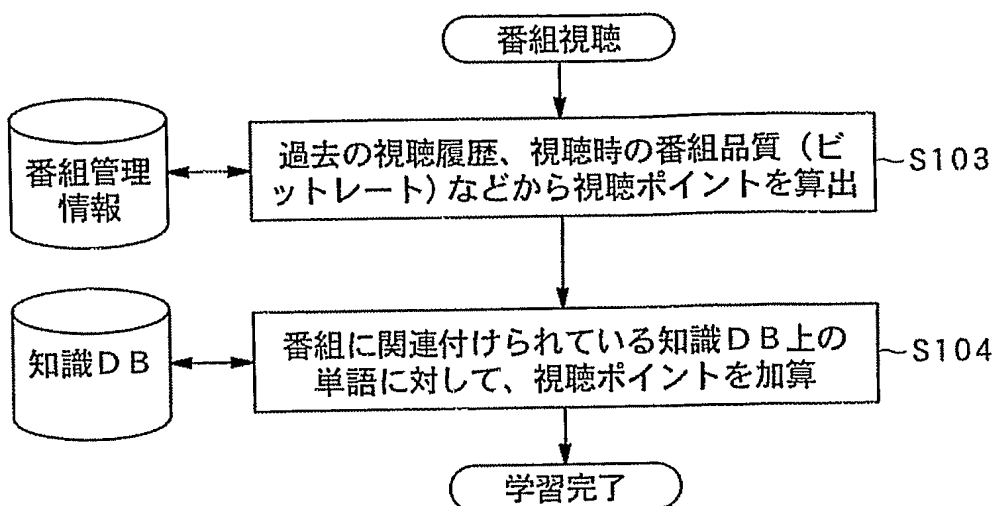 番組視聴
番組管理
情報
過去の視聴履歴、視聴時の番組品質（ビ
ットレート）などから視聴ポイントを算出
S103
知識DB
番組に関連付けられている知識DB上の
単語に対して、視聴ポイントを加算
S104
学習完了